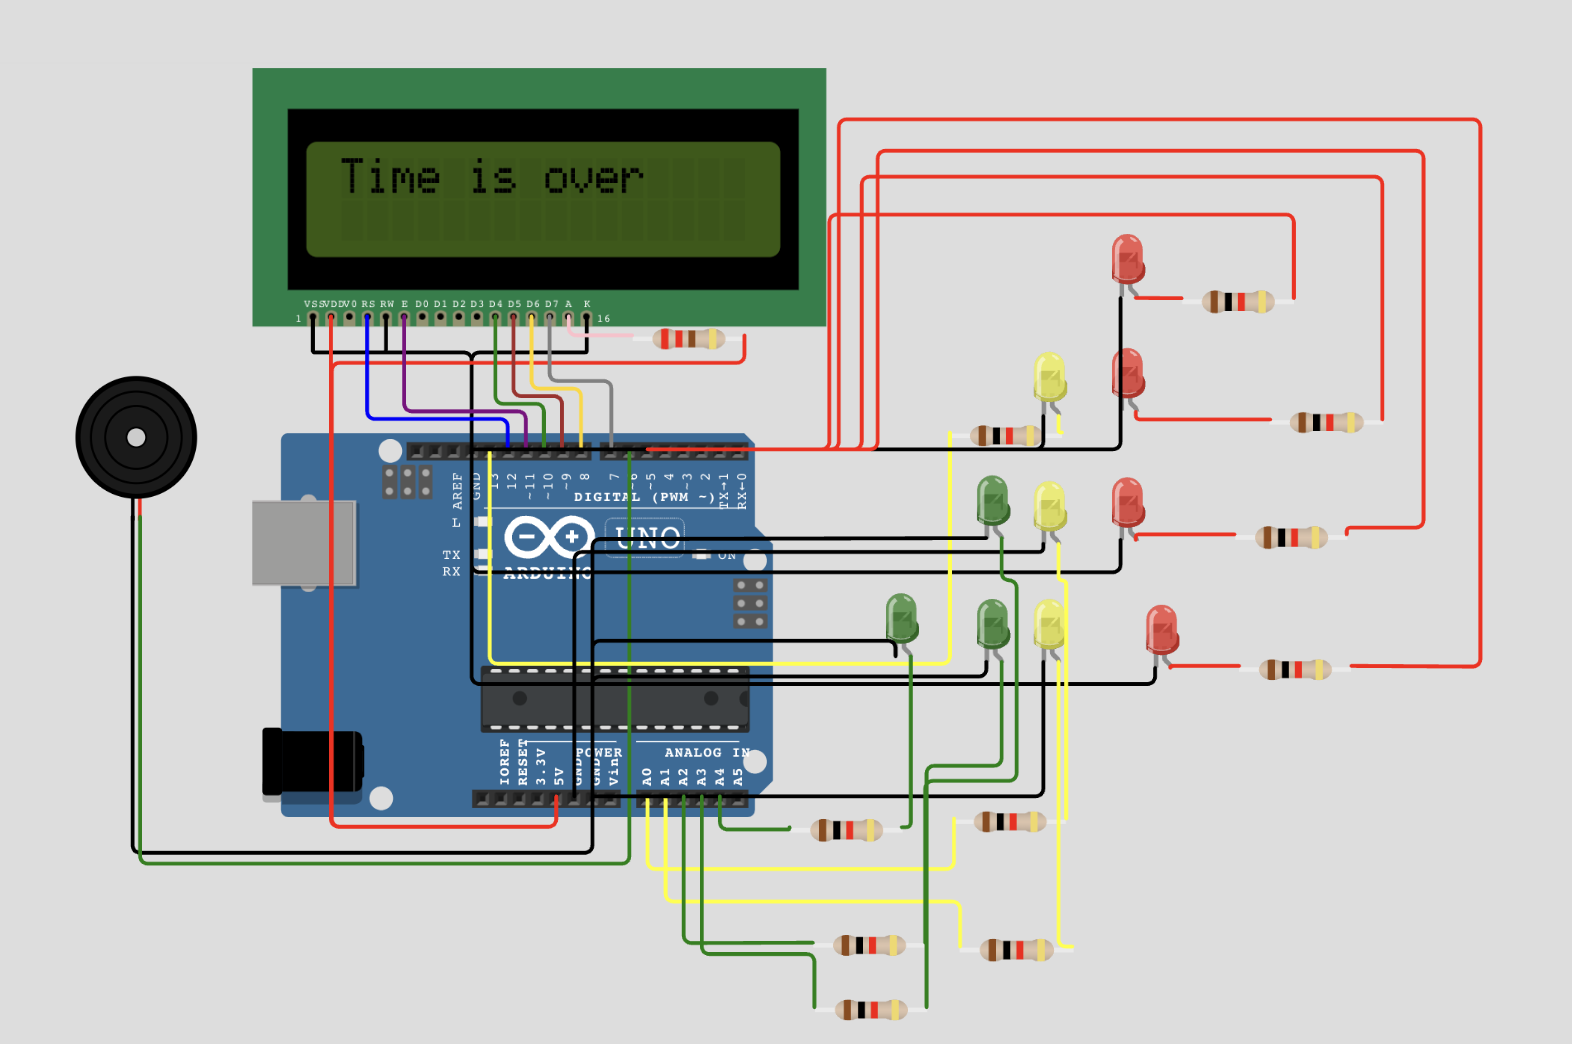 Time is over
VSS VDD V0 RS RW E D0 D1 D2 D3 D4 D5 D6 D7 A K
1 16
AREF GND 13 12 ~11 ~10 ~9 8 7 ~6 ~5 4 ~3 2 TX→1 RX←0
DIGITAL (PWM ~)
L
UNO
TX
ON
RX
ARDUINO
IOREF RESET 3.3V 5V GND GND Vin
POWER
ANALOG IN
A0 A1 A2 A3 A4 A5